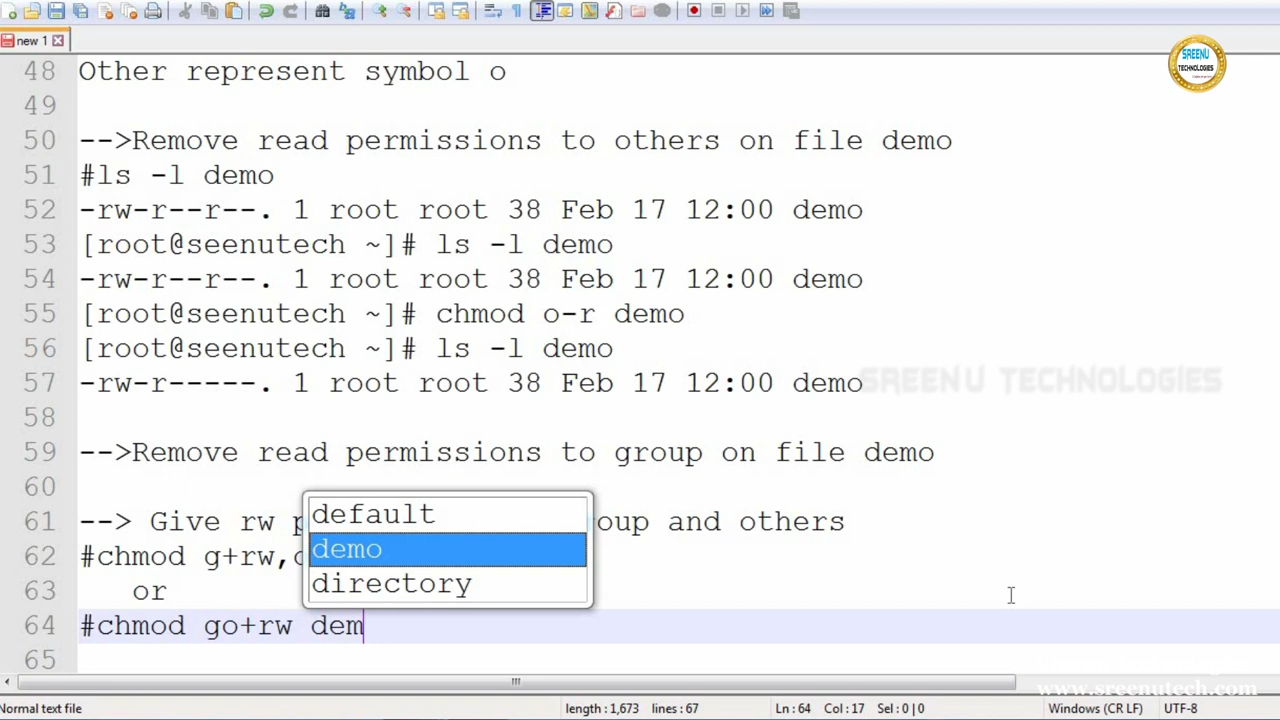 new 1
SREENU
TECHNOLOGIES
48 Other represent symbol o
49
50 -->Remove read permissions to others on file demo
51 #ls -l demo
52 -rw-r--r--. 1 root root 38 Feb 17 12:00 demo
53 [root@seenutech ~]# ls -l demo
54 -rw-r--r--. 1 root root 38 Feb 17 12:00 demo
55 [root@seenutech ~]# chmod o-r demo
56 [root@seenutech ~]# ls -l demo
57 -rw-r-----. 1 root root 38 Feb 17 12:00 demo
SREENU TECHNOLOGIES
58
59 -->Remove read permissions to group on file demo
60
default
61 --> Give rw p oup and others
demo
62 #chmod g+rw,
directory
63 or
64 #chmod go+rw dem
65
www.sreenutech.com
Normal text file length : 1,673 lines : 67 Ln : 64 Col : 17 Sel : 0 | 0 Windows (CR LF) UTF-8